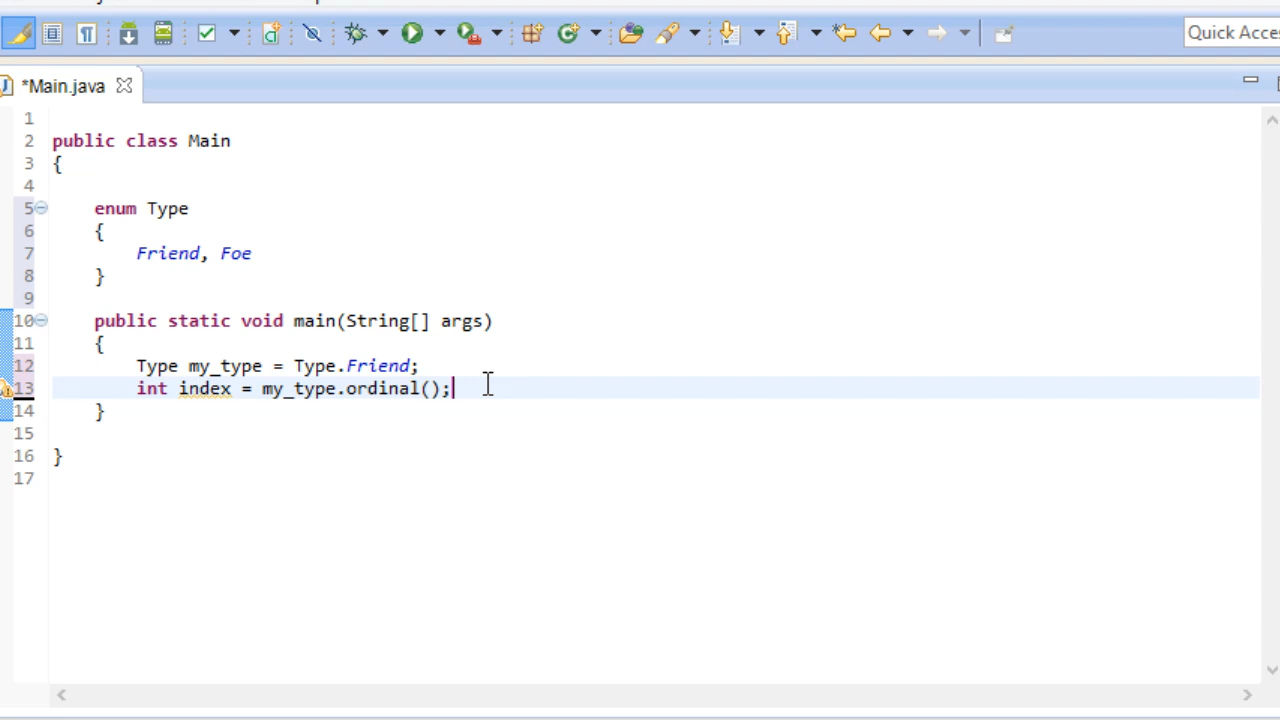 Quick Acce
*Main.java
1
2 public class Main
3 {
4
5 enum Type
6 {
7 Friend, Foe
8 }
9
10 public static void main(String[] args)
11 {
12 Type my_type = Type.Friend;
13 int index = my_type.ordinal();
14 }
15
16 }
17